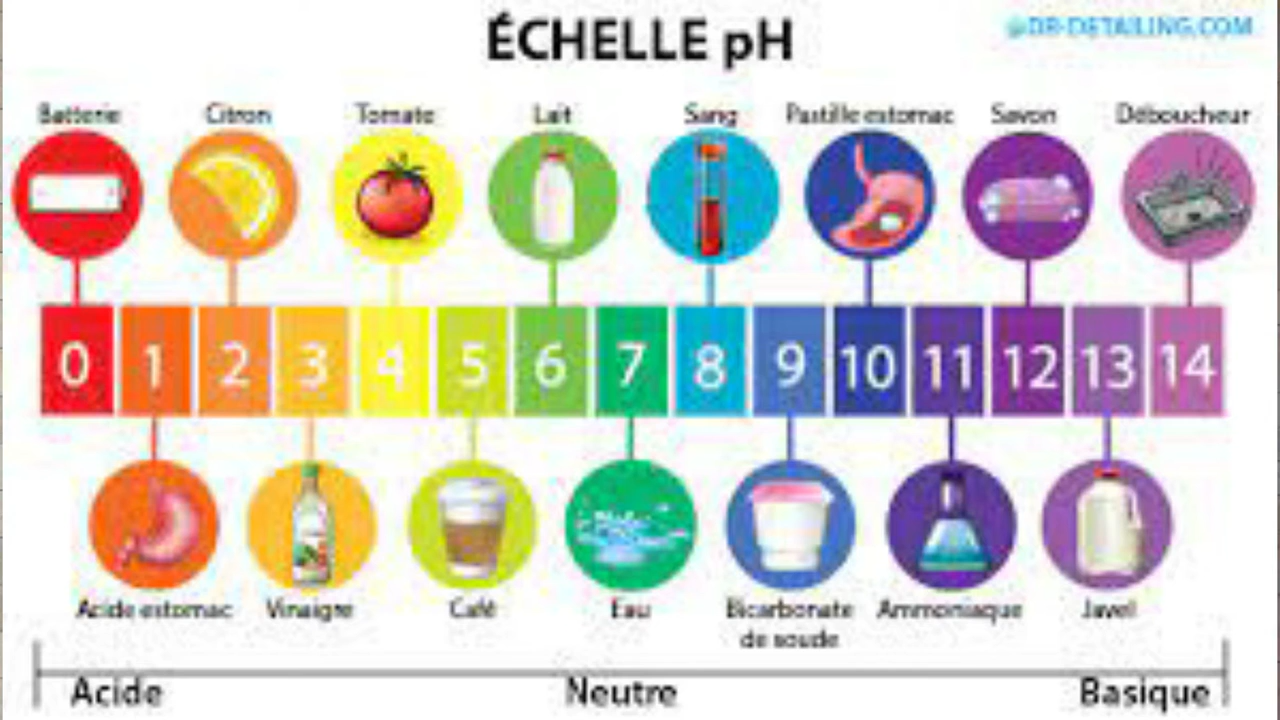 ÉCHELLE pH
@DR-DETAILING.COM
Batterie Citron Tomate Lait Sang Pastille estomac Savon Déboucheur
0 1 2 3 4 5 6 7 8 9 10 11 12 13 14
Acide estomac Vinaigre Café Eau Bicarbonate Ammoniaque Javel
de soude
Acide Neutre Basique